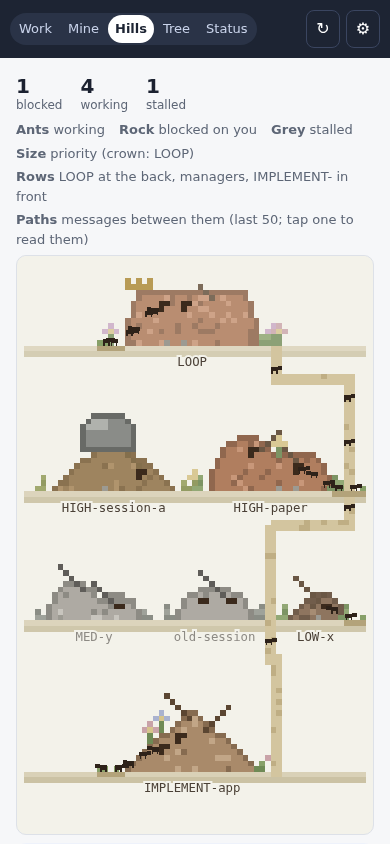 Work Mine Hills Tree Status
1 4 1
blocked working stalled
Ants working Rock blocked on you Grey stalled
Size priority (crown: LOOP)
Rows LOOP at the back, managers, IMPLEMENT- in
front
Paths messages between them (last 50; tap one to
read them)
LOOP
HIGH-session-a HIGH-paper
MED-y old-session LOW-x
IMPLEMENT-app